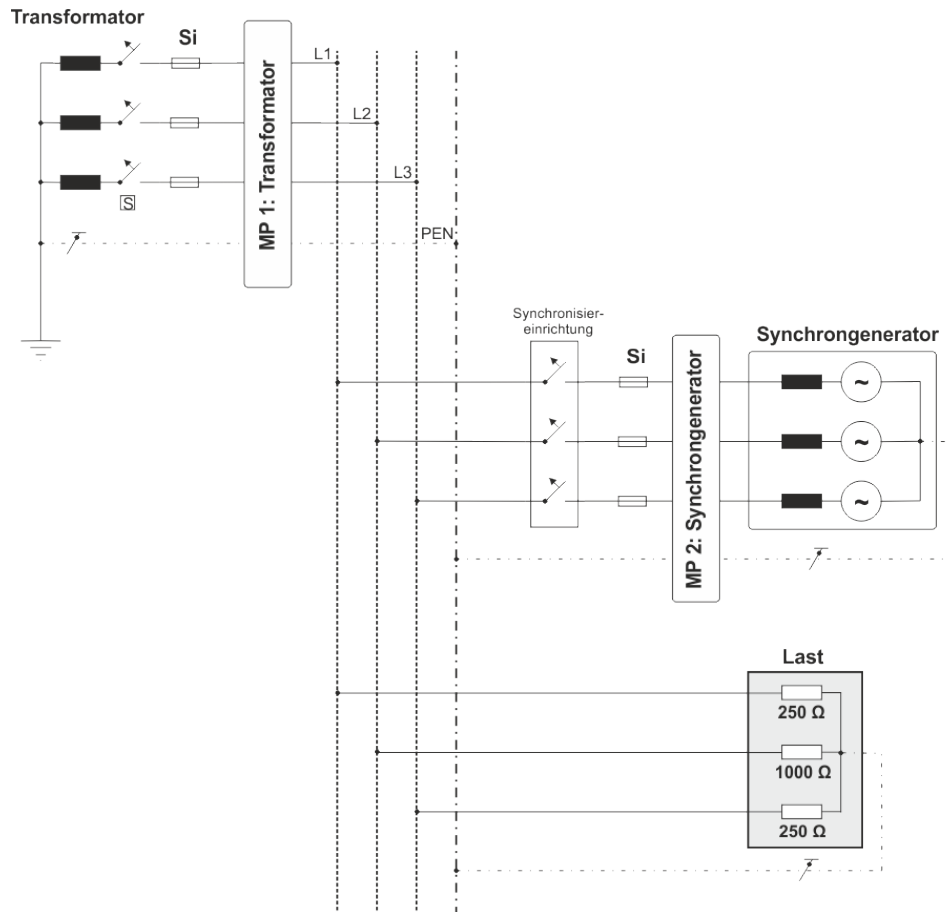 Transformator
Si
L1
L2
L3
S
MP 1: Transformator
PEN
Synchronisier-
einrichtung
Si
MP 2: Synchrongenerator
Synchrongenerator
~
~
~
Last
250 Ω
1000 Ω
250 Ω